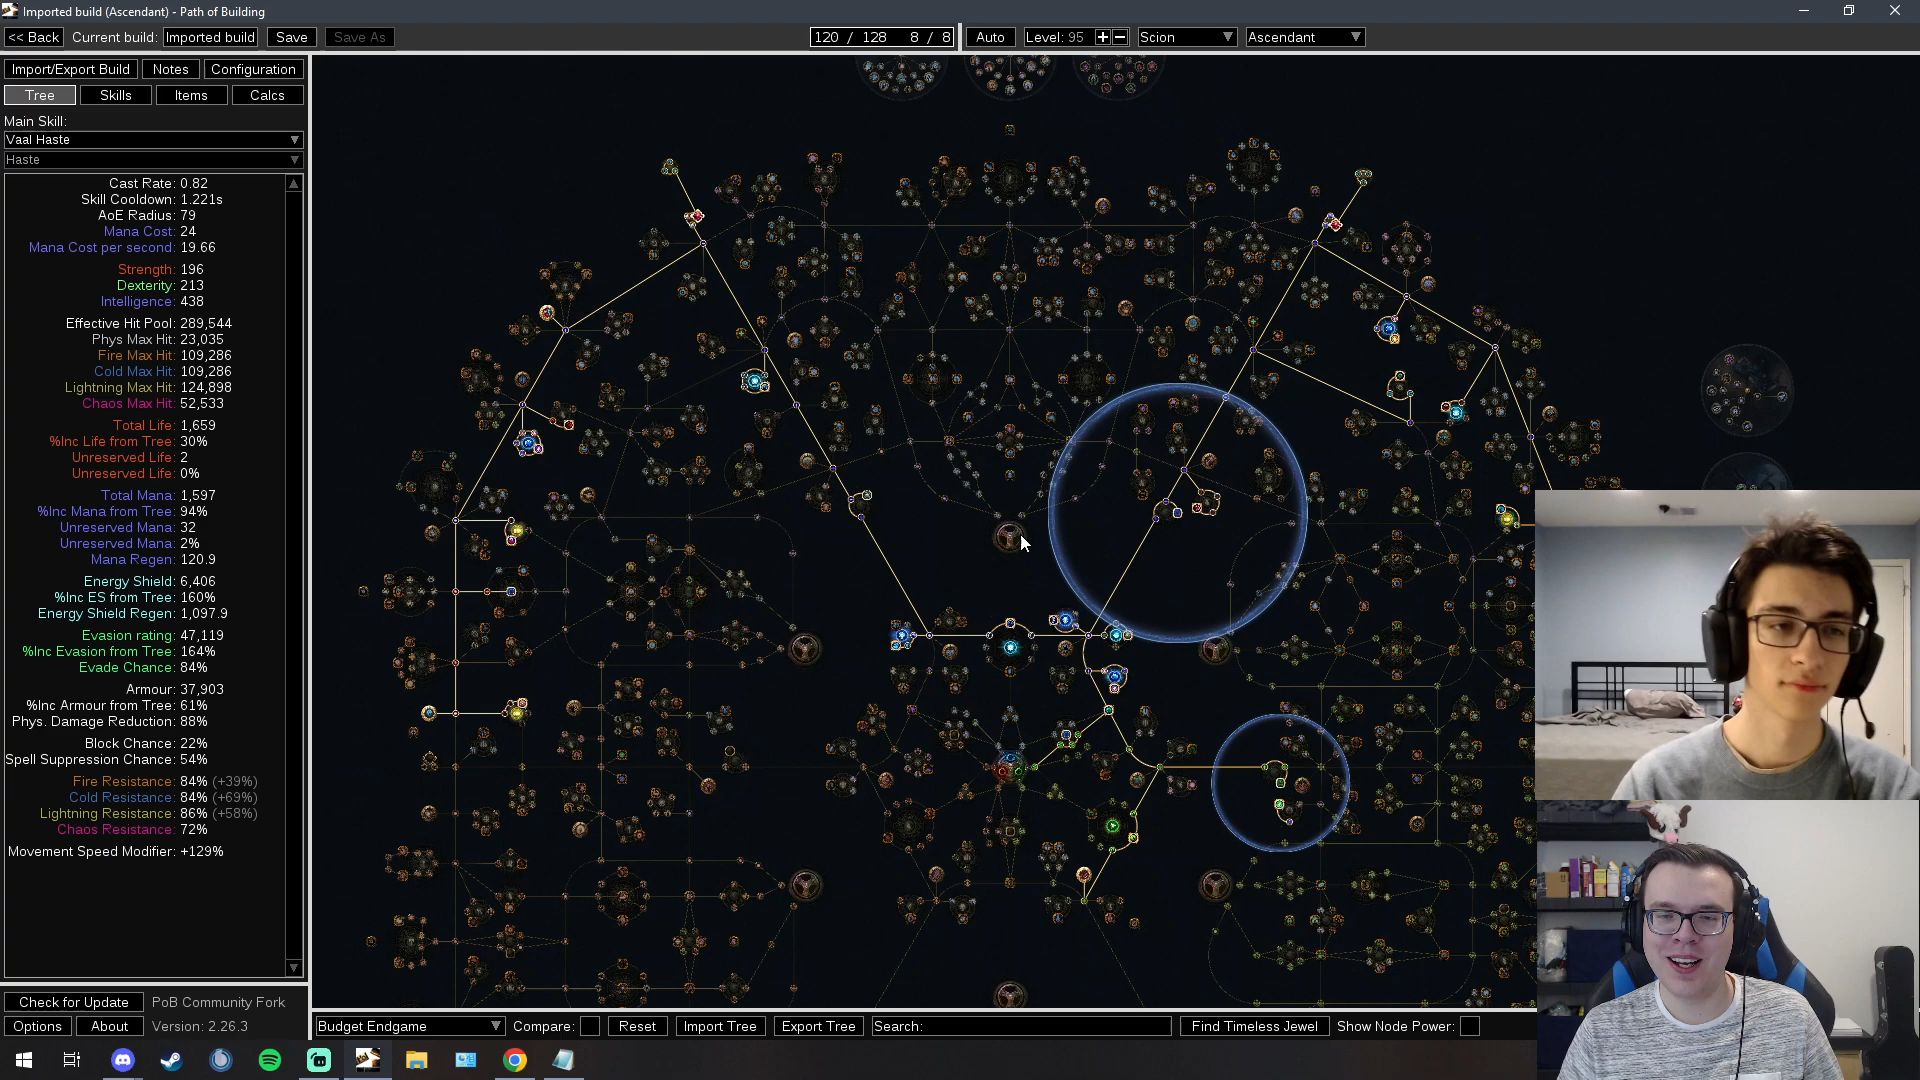 Imported build (Ascendant) - Path of Building
<< Back Current build: Imported build Save Save As 120 / 128 8 / 8 Auto Level: 95 + − Scion Ascendant
Import/Export Build Notes Configuration
Tree Skills Items Calcs
Main Skill:
Vaal Haste
Haste
Cast Rate: 0.82
Skill Cooldown: 1.221s
AoE Radius: 79
Mana Cost: 24
Mana Cost per second: 19.66
Strength: 196
Dexterity: 213
Intelligence: 438
Effective Hit Pool: 289,544
Phys Max Hit: 23,035
Fire Max Hit: 109,286
Cold Max Hit: 109,286
Lightning Max Hit: 124,898
Chaos Max Hit: 52,533
Total Life: 1,659
%Inc Life from Tree: 30%
Unreserved Life: 2
Unreserved Life: 0%
Total Mana: 1,597
%Inc Mana from Tree: 94%
Unreserved Mana: 32
Unreserved Mana: 2%
Mana Regen: 120.9
Energy Shield: 6,406
%Inc ES from Tree: 160%
Energy Shield Regen: 1,097.9
Evasion rating: 47,119
%Inc Evasion from Tree: 164%
Evade Chance: 84%
Armour: 37,903
%Inc Armour from Tree: 61%
Phys. Damage Reduction: 88%
Block Chance: 22%
Spell Suppression Chance: 54%
Fire Resistance: 84% (+39%)
Cold Resistance: 84% (+69%)
Lightning Resistance: 86% (+58%)
Chaos Resistance: 72%
Movement Speed Modifier: +129%
Check for Update PoB Community Fork
Options About Version: 2.26.3
Budget Endgame Compare: Reset Import Tree Export Tree Search: Find Timeless Jewel Show Node Power: